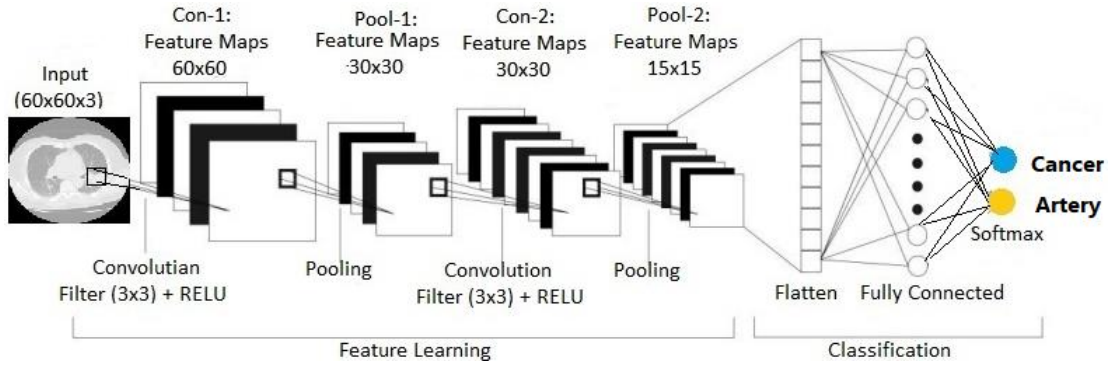 Con-1:
Feature Maps
60x60
Pool-1:
Feature Maps
30x30
Con-2:
Feature Maps
30x30
Pool-2:
Feature Maps
15x15
Input
(60x60x3)
Cancer
Artery
Softmax
Convolutian
Filter (3x3) + RELU
Pooling
Convolution
Filter (3x3) + RELU
Pooling
Flatten
Fully Connected
Feature Learning
Classification